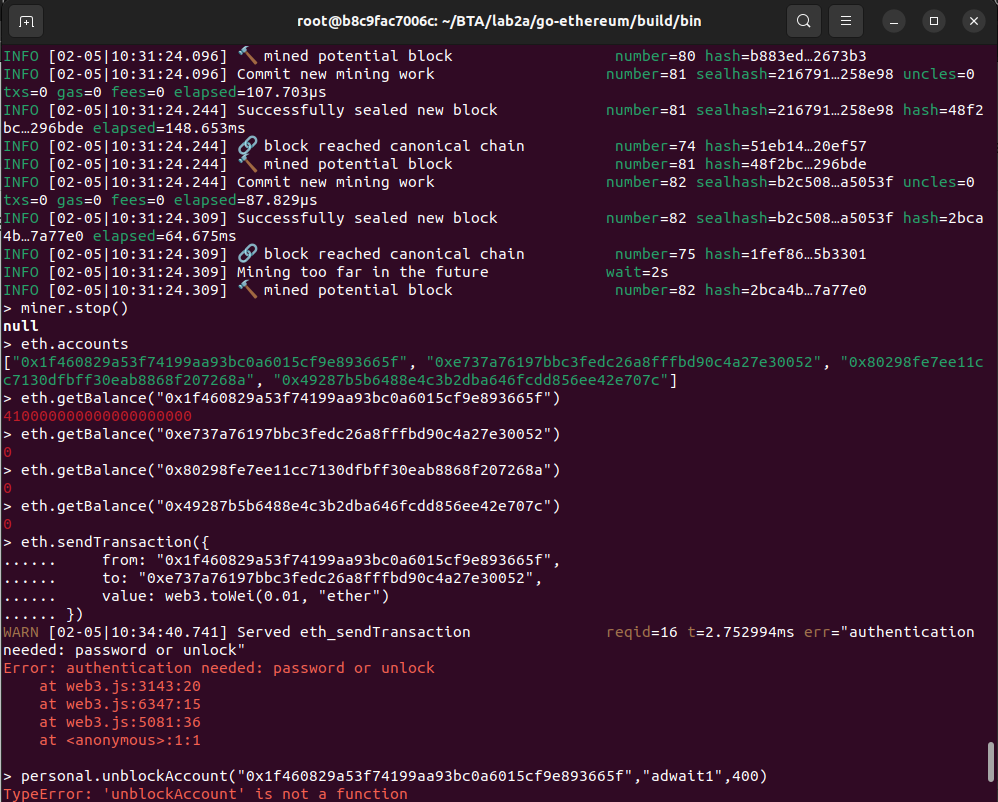 root@b8c9fac7006c: ~/BTA/lab2a/go-ethereum/build/bin
INFO [02-05|10:31:24.096] 🔨 mined potential block number=80 hash=b883ed…2673b3
INFO [02-05|10:31:24.096] Commit new mining work number=81 sealhash=216791…258e98 uncles=0
txs=0 gas=0 fees=0 elapsed=107.703µs
INFO [02-05|10:31:24.244] Successfully sealed new block number=81 sealhash=216791…258e98 hash=48f2
bc…296bde elapsed=148.653ms
INFO [02-05|10:31:24.244] 🔗 block reached canonical chain number=74 hash=51eb14…20ef57
INFO [02-05|10:31:24.244] 🔨 mined potential block number=81 hash=48f2bc…296bde
INFO [02-05|10:31:24.244] Commit new mining work number=82 sealhash=b2c508…a5053f uncles=0
txs=0 gas=0 fees=0 elapsed=87.829µs
INFO [02-05|10:31:24.309] Successfully sealed new block number=82 sealhash=b2c508…a5053f hash=2bca
4b…7a77e0 elapsed=64.675ms
INFO [02-05|10:31:24.309] 🔗 block reached canonical chain number=75 hash=1fef86…5b3301
INFO [02-05|10:31:24.309] Mining too far in the future wait=2s
INFO [02-05|10:31:24.309] 🔨 mined potential block number=82 hash=2bca4b…7a77e0
> miner.stop()
null
> eth.accounts
["0x1f460829a53f74199aa93bc0a6015cf9e893665f", "0xe737a76197bbc3fedc26a8fffbd90c4a27e30052", "0x80298fe7ee11c
c7130dfbff30eab8868f207268a", "0x49287b5b6488e4c3b2dba646fcdd856ee42e707c"]
> eth.getBalance("0x1f460829a53f74199aa93bc0a6015cf9e893665f")
410000000000000000000
> eth.getBalance("0xe737a76197bbc3fedc26a8fffbd90c4a27e30052")
0
> eth.getBalance("0x80298fe7ee11cc7130dfbff30eab8868f207268a")
0
> eth.getBalance("0x49287b5b6488e4c3b2dba646fcdd856ee42e707c")
0
> eth.sendTransaction({
...... from: "0x1f460829a53f74199aa93bc0a6015cf9e893665f",
...... to: "0xe737a76197bbc3fedc26a8fffbd90c4a27e30052",
...... value: web3.toWei(0.01, "ether")
...... })
WARN [02-05|10:34:40.741] Served eth_sendTransaction reqid=16 t=2.752994ms err="authentication
needed: password or unlock"
Error: authentication needed: password or unlock
at web3.js:3143:20
at web3.js:6347:15
at web3.js:5081:36
at <anonymous>:1:1
> personal.unblockAccount("0x1f460829a53f74199aa93bc0a6015cf9e893665f","adwait1",400)
TypeError: 'unblockAccount' is not a function